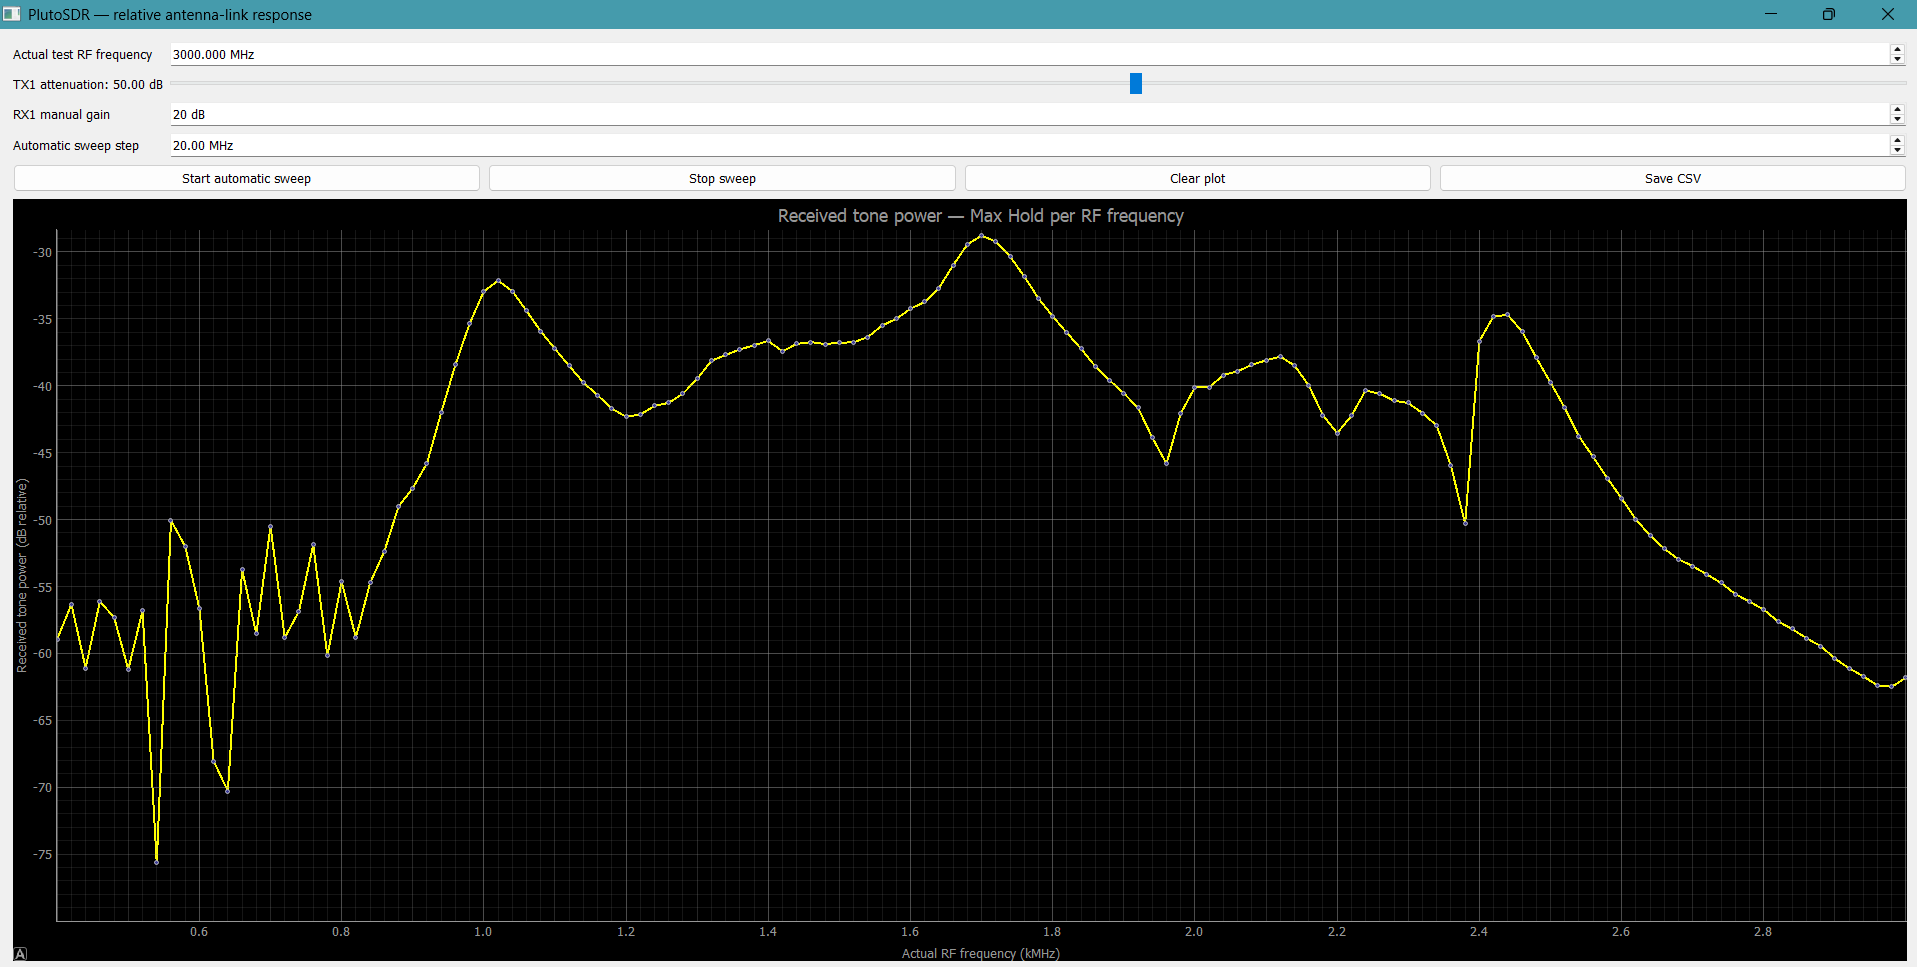 PlutoSDR — relative antenna-link response
Actual test RF frequency 3000.000 MHz
TX1 attenuation: 50.00 dB
RX1 manual gain 20 dB
Automatic sweep step 20.00 MHz
Start automatic sweep Stop sweep Clear plot Save CSV
Received tone power — Max Hold per RF frequency
-30
-35
-40
-45
-50
-55
-60
-65
-70
-75
Received tone power (dB relative)
0.6 0.8 1.0 1.2 1.4 1.6 1.8 2.0 2.2 2.4 2.6 2.8
Actual RF frequency (kMHz)
A